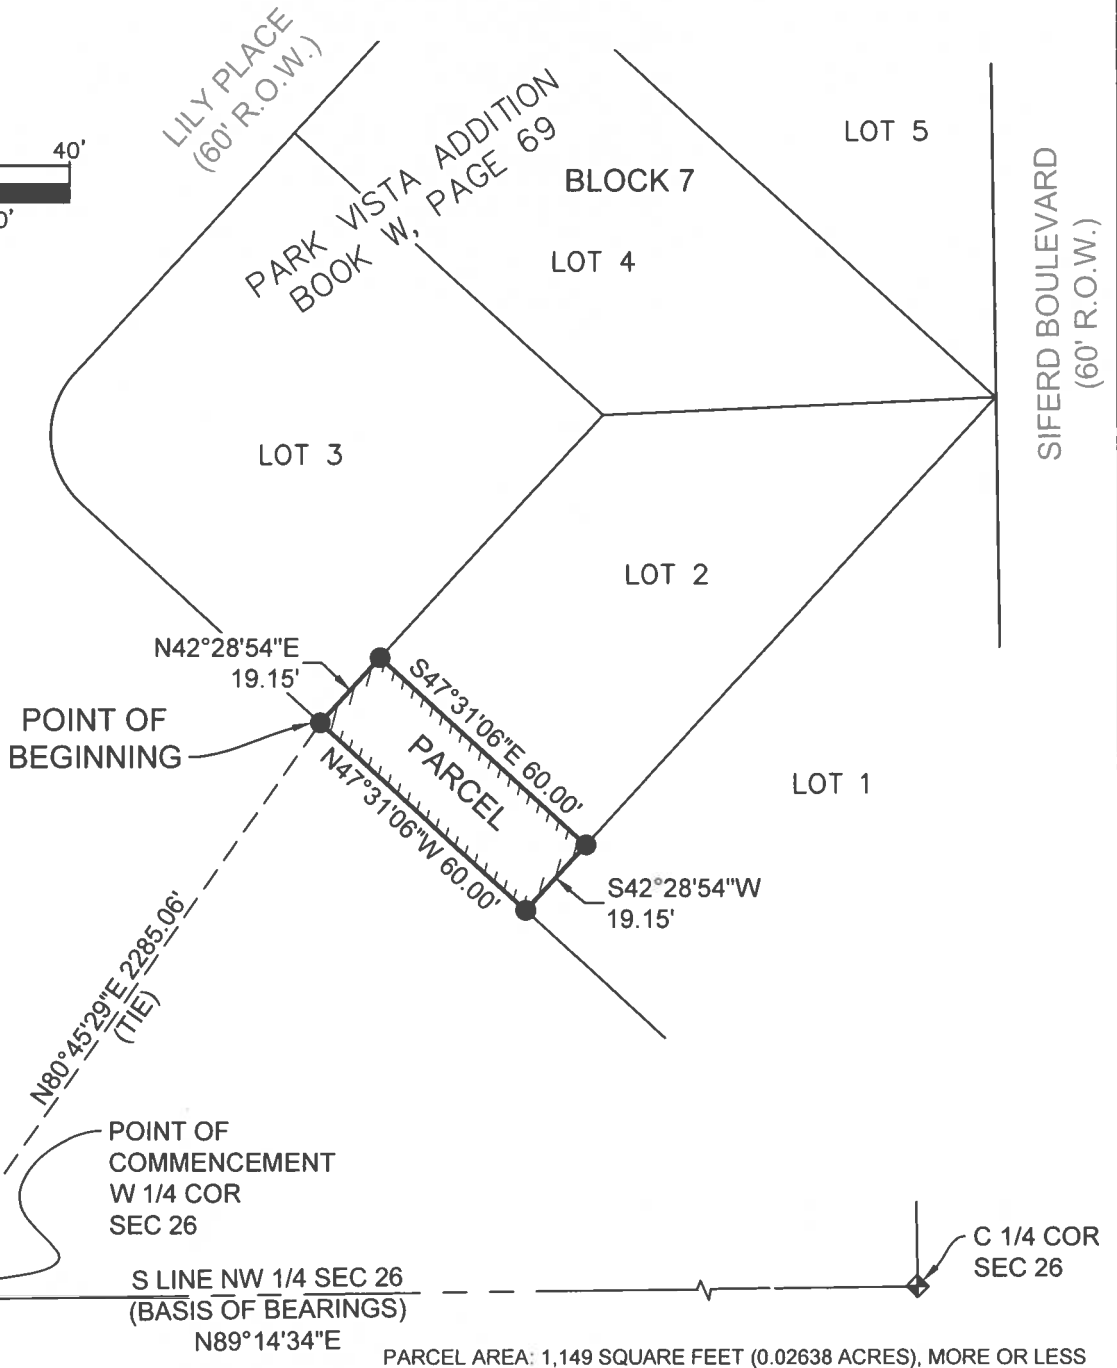 LILY PLACE
(60' R.O.W.)
40'
0'
PARK VISTA ADDITION
BOOK W, PAGE 69
BLOCK 7
LOT 5
LOT 4
SIFERD BOULEVARD
(60' R.O.W.)
LOT 3
LOT 2
N42°28'54"E
19.15'
S47°31'06"E 60.00'
POINT OF
BEGINNING
PARCEL
N47°31'06"W 60.00'
LOT 1
S42°28'54"W
19.15'
N80°45'29"E 2285.06'
(TIE)
POINT OF
COMMENCEMENT
W 1/4 COR
SEC 26
C 1/4 COR
SEC 26
S LINE NW 1/4 SEC 26
(BASIS OF BEARINGS)
N89°14'34"E
PARCEL AREA: 1,149 SQUARE FEET (0.02638 ACRES), MORE OR LESS